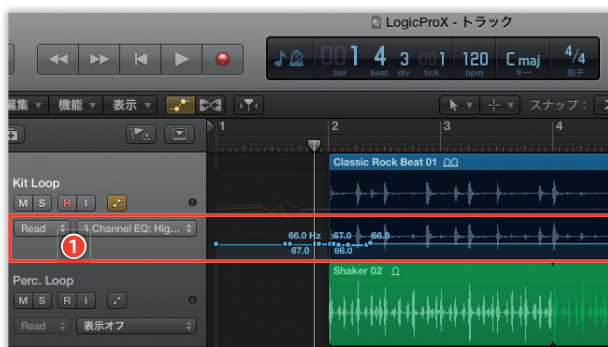 LogicProX - トラック
001 4 3 001 120 C maj 4/4
bar beat div tick bpm キー 拍子
編集 機能 表示 スナップ:
1 2 3 4
Classic Rock Beat 01
Kit Loop
M S R I
Read 1 Channel EQ: Hig...
1
66.0 Hz 67.0 66.0
67.0 66.0
Shaker 02
Perc. Loop
M S R I
Read 表示オフ